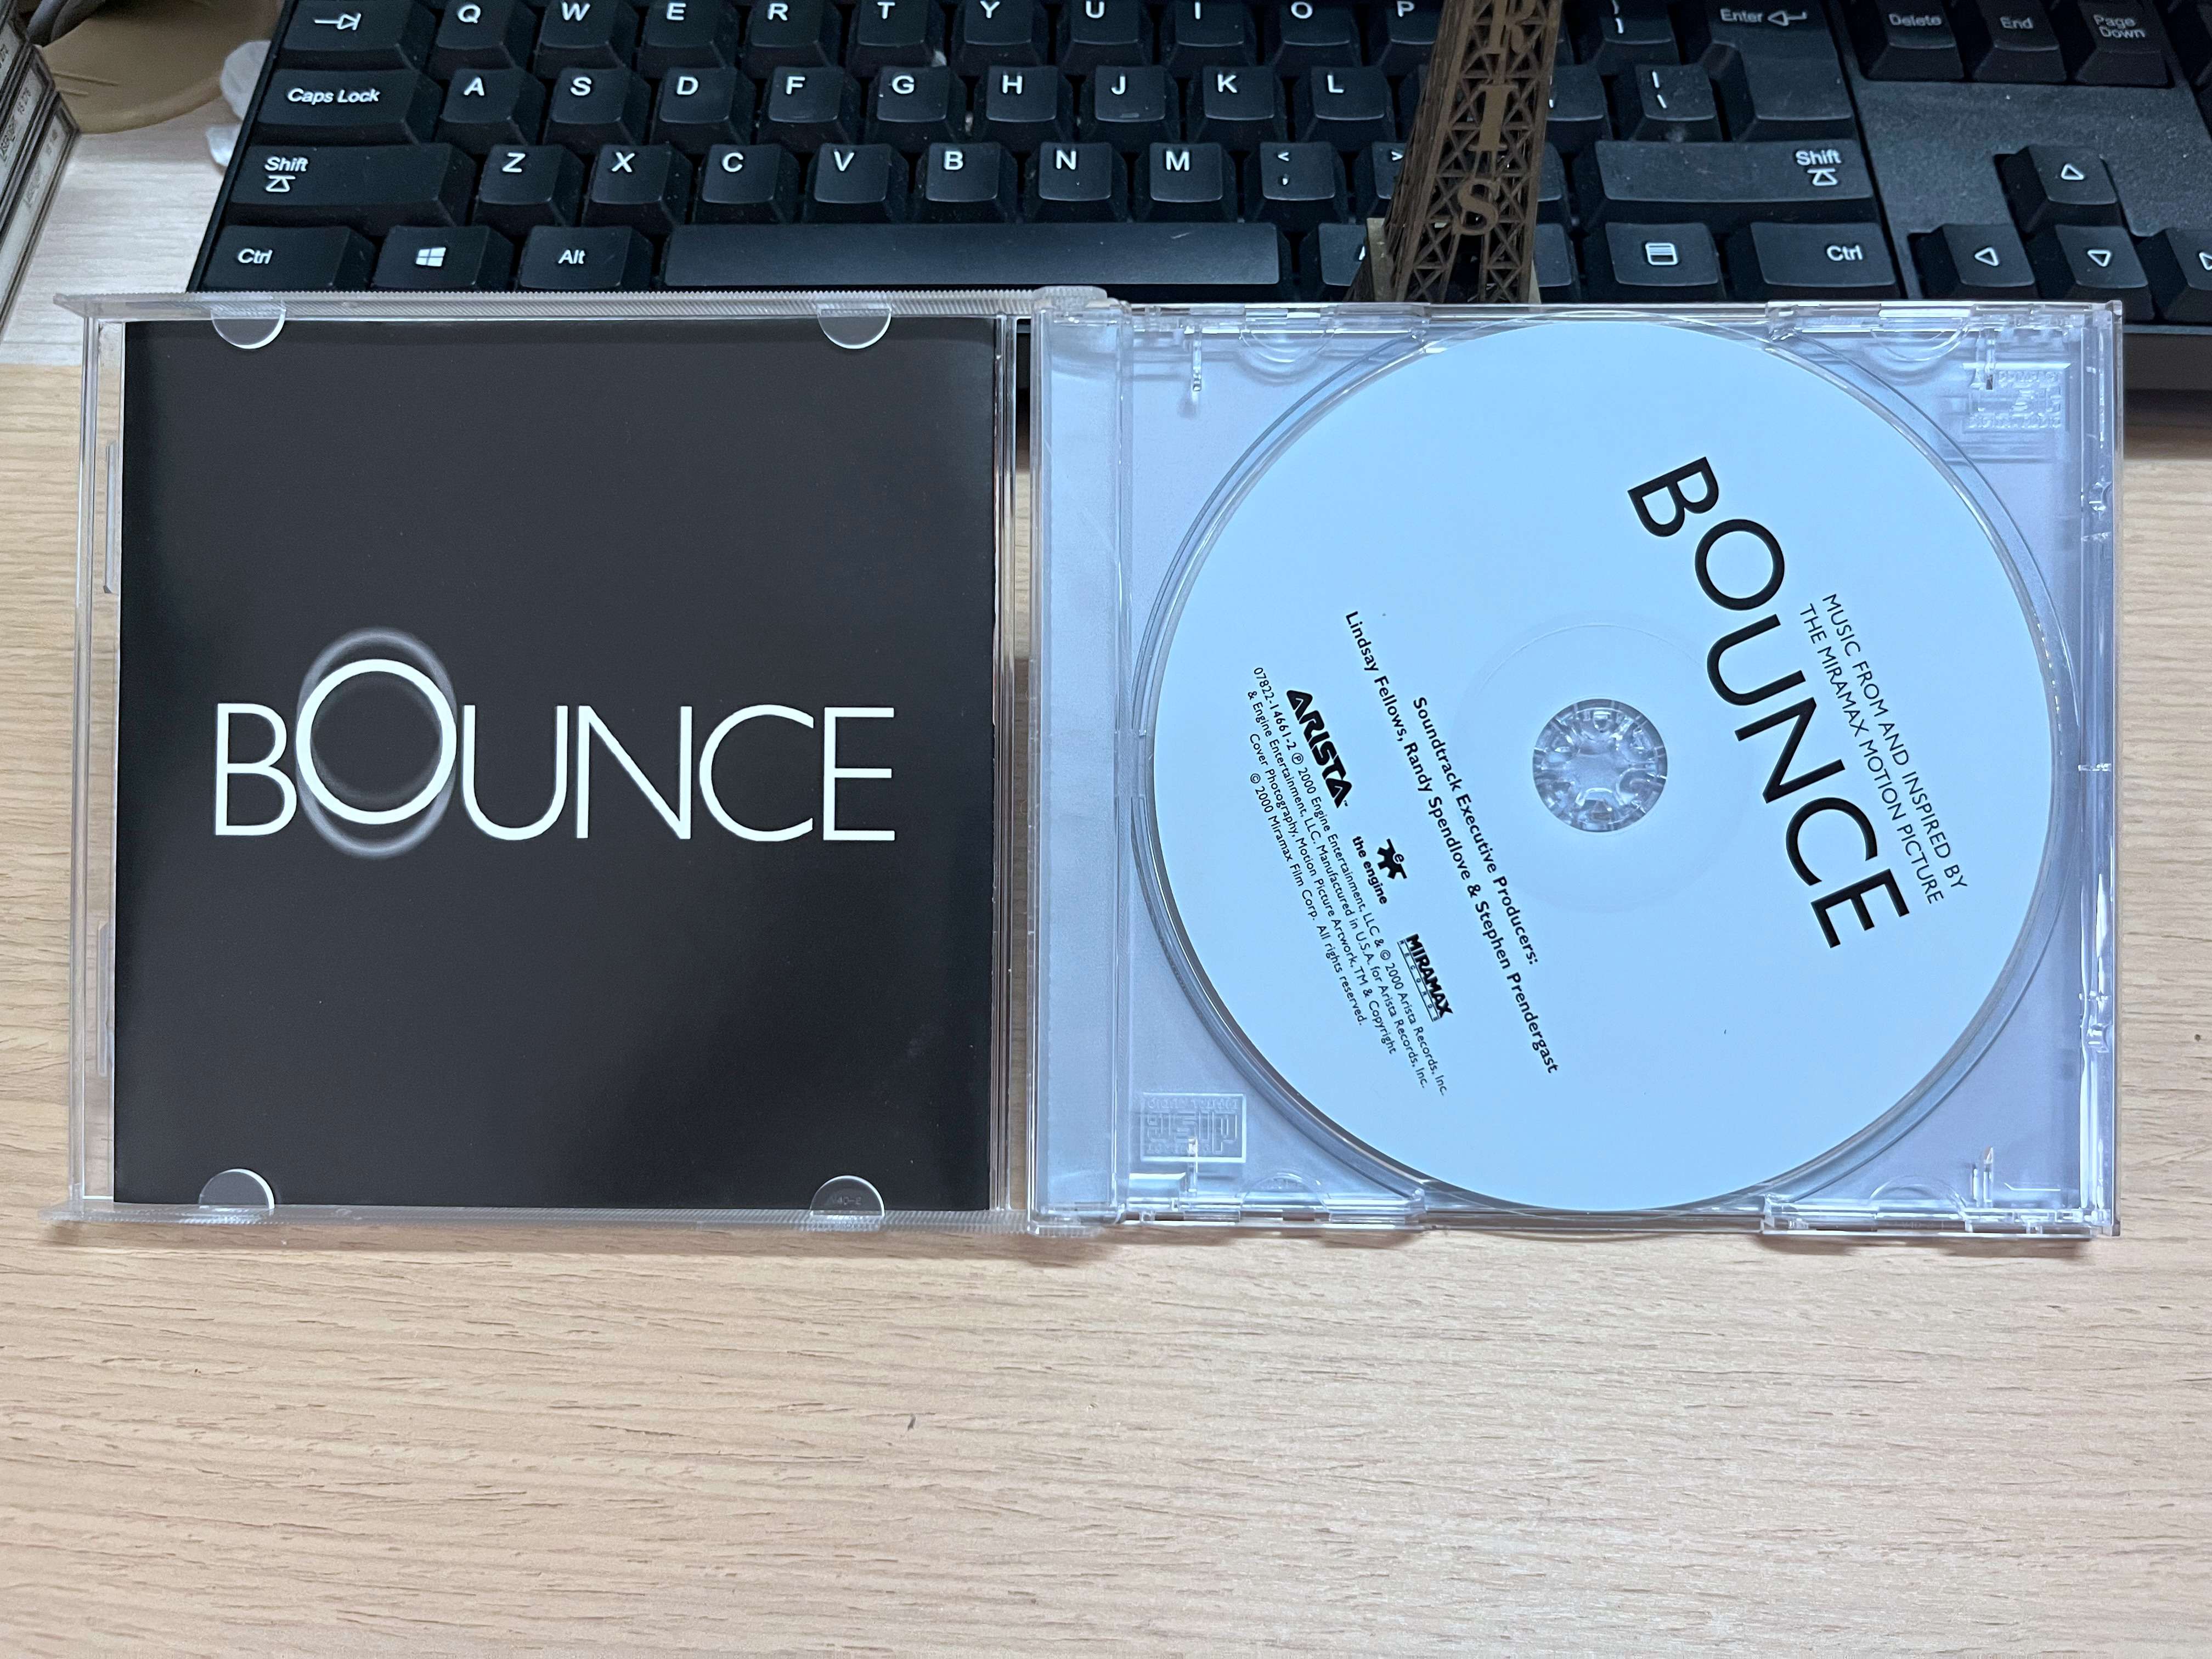 Q W E R T Y U I O P Enter Delete End Page Down
Caps Lock A S D F G H J K L
Shift Z X C V B N M < , > Shift
Ctrl Alt Ctrl
R
I
S
BOUNCE
MUSIC FROM AND INSPIRED BY
THE MIRAMAX MOTION PICTURE
BOUNCE
Soundtrack Executive Producers:
Lindsay Fellows, Randy Spendlove & Stephen Prendergast
ARISTA
the engine
MIRAMAX
RECORDS
07822-14661-2 ℗ 2000 Engine Entertainment, LLC & © 2000 Arista Records, Inc.
& Engine Entertainment, LLC. Manufactured in U.S.A. for Arista Records, Inc.
Cover Photography, Motion Picture Artwork, TM & Copyright
© 2000 Miramax Film Corp. All rights reserved.